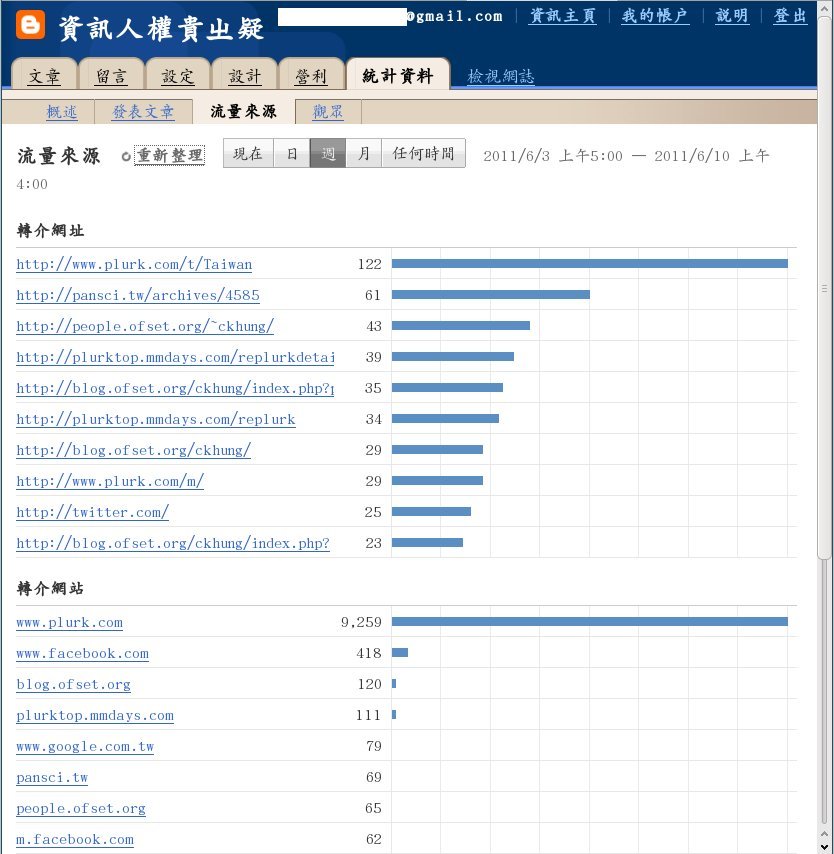 資訊人權貴出疑
@gmail.com | 資訊主頁 | 我的帳户 | 說明 | 登出
文章 留言 設定 設計 營利 統計資料 檢視網誌
概述 發表文章 流量來源 觀眾
流量來源 重新整理 現在 日 週 月 任何時間 2011/6/3 上午5:00 — 2011/6/10 上午
4:00
轉介網址
http://www.plurk.com/t/Taiwan 122
http://pansci.tw/archives/4585 61
http://people.ofset.org/~ckhung/ 43
http://plurktop.mmdays.com/replurkdetai 39
http://blog.ofset.org/ckhung/index.php?p 35
http://plurktop.mmdays.com/replurk 34
http://blog.ofset.org/ckhung/ 29
http://www.plurk.com/m/ 29
http://twitter.com/ 25
http://blog.ofset.org/ckhung/index.php? 23
轉介網站
www.plurk.com 9,259
www.facebook.com 418
blog.ofset.org 120
plurktop.mmdays.com 111
www.google.com.tw 79
pansci.tw 69
people.ofset.org 65
m.facebook.com 62